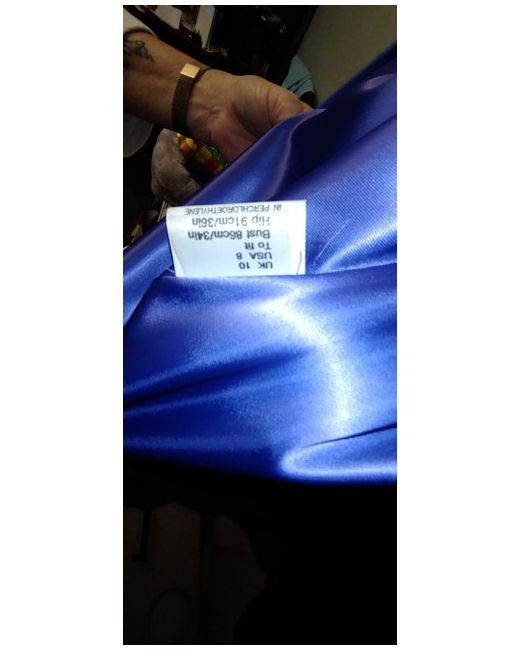 UK 10
USA 8
To fit
Bust 86cm/34in
Hip 91cm/36in
IN PERCHLOROETHYLENE